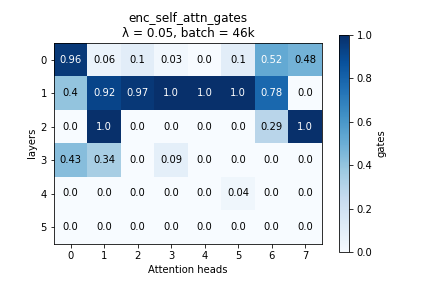 enc_self_attn_gates
λ = 0.05, batch = 46k
0 0.96 0.06 0.1 0.03 0.0 0.1 0.52 0.48
1 0.4 0.92 0.97 1.0 1.0 1.0 0.78 0.0
2 0.0 1.0 0.0 0.0 0.0 0.0 0.29 1.0
3 0.43 0.34 0.0 0.09 0.0 0.0 0.0 0.0
4 0.0 0.0 0.0 0.0 0.0 0.04 0.0 0.0
5 0.0 0.0 0.0 0.0 0.0 0.0 0.0 0.0
0 1 2 3 4 5 6 7
Attention heads
layers
1.0
0.8
0.6
0.4
0.2
0.0
gates